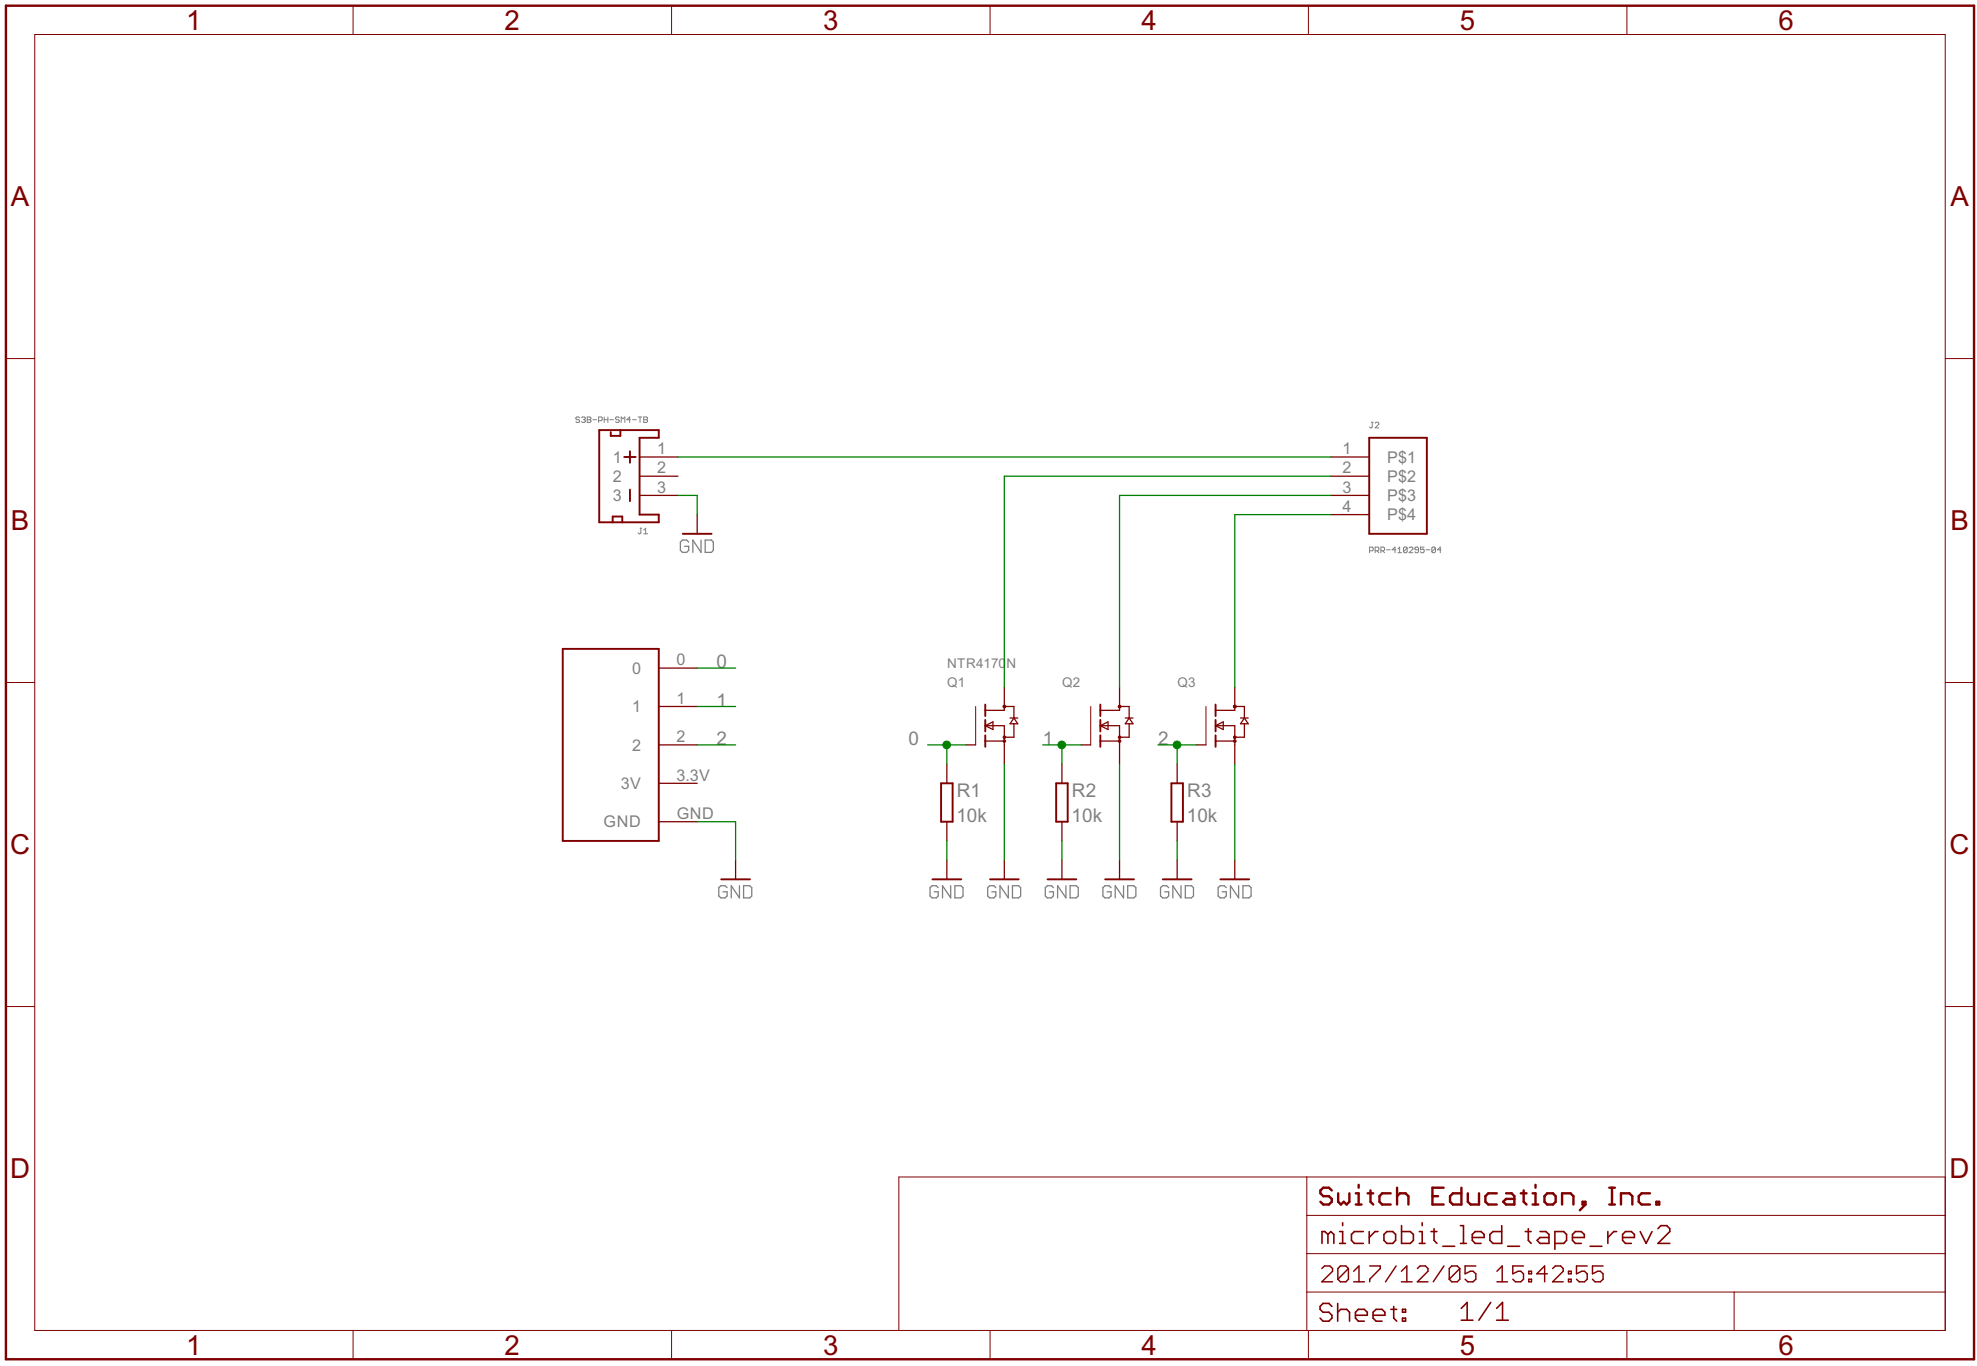 1 2 3 4 5 6
A A
S3B-PH-SM4-TB
J2
1 1
1 P$1
2 2
2 P$2
3 3
3 P$3
4 P$4
B B
J1
GND
PRR-410295-04
0 0 0
NTR4170N
Q1 Q2 Q3
1 1 1
2 2 2
0 1 2
3V 3.3V
R1 R2 R3
10k 10k 10k
GND GND
C C
GND GND GND GND GND GND GND
D D
Switch Education, Inc.
microbit_led_tape_rev2
2017/12/05 15:42:55
Sheet: 1/1
1 2 3 4 5 6